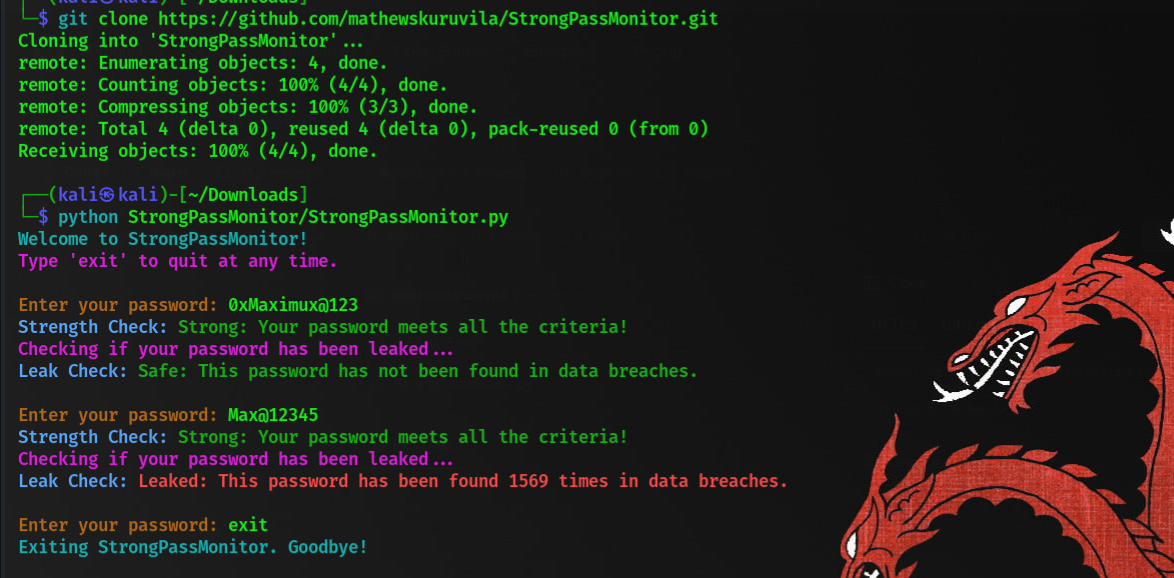 └─$ git clone https://github.com/mathewskuruvila/StrongPassMonitor.git
Cloning into 'StrongPassMonitor'...
remote: Enumerating objects: 4, done.
remote: Counting objects: 100% (4/4), done.
remote: Compressing objects: 100% (3/3), done.
remote: Total 4 (delta 0), reused 4 (delta 0), pack-reused 0 (from 0)
Receiving objects: 100% (4/4), done.
┌──(kali㉿kali)-[~/Downloads]
└─$ python StrongPassMonitor/StrongPassMonitor.py
Welcome to StrongPassMonitor!
Type 'exit' to quit at any time.
Enter your password: 0xMaximux@123
Strength Check: Strong: Your password meets all the criteria!
Checking if your password has been leaked...
Leak Check: Safe: This password has not been found in data breaches.
Enter your password: Max@12345
Strength Check: Strong: Your password meets all the criteria!
Checking if your password has been leaked...
Leak Check: Leaked: This password has been found 1569 times in data breaches.
Enter your password: exit
Exiting StrongPassMonitor. Goodbye!